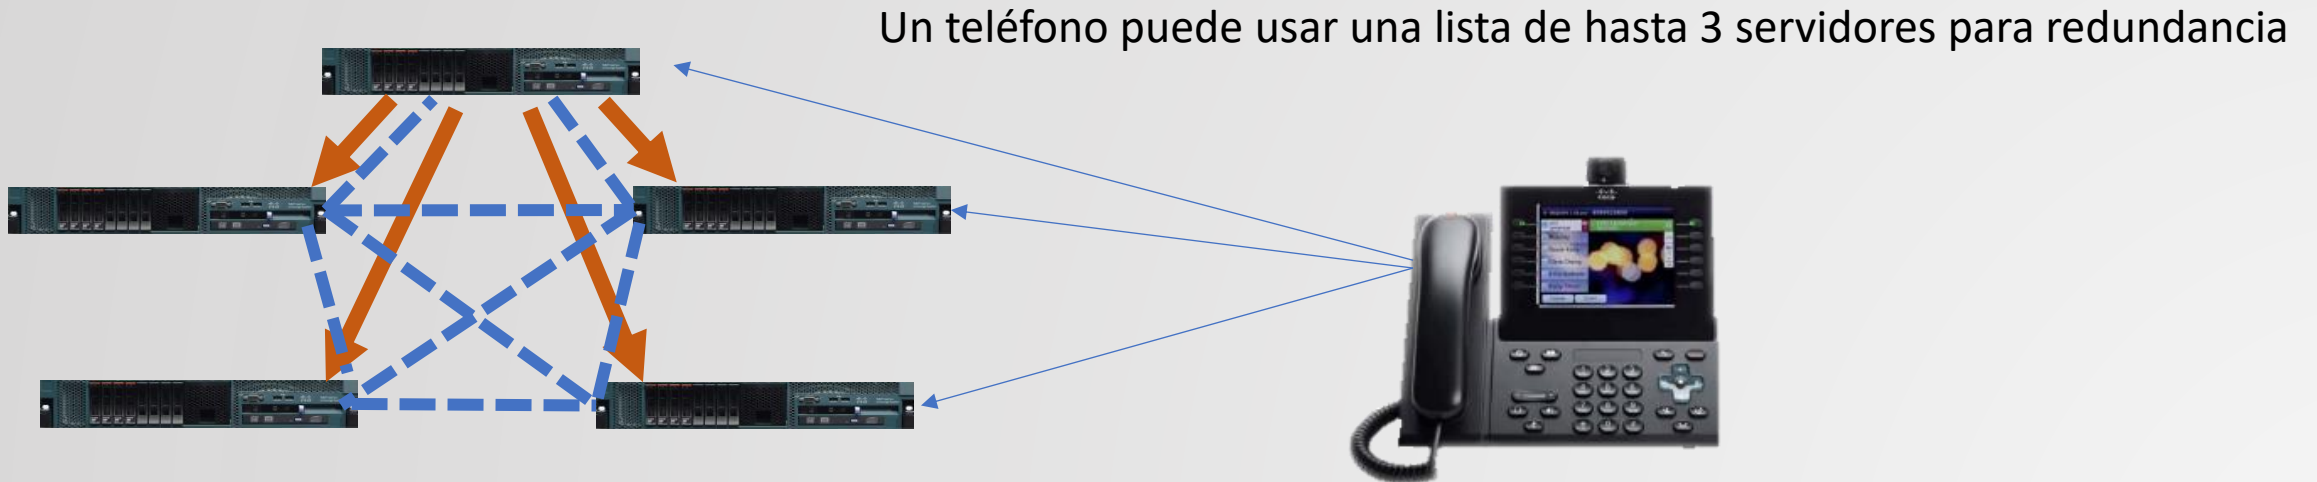 Un teléfono puede usar una lista de hasta 3 servidores para redundancia